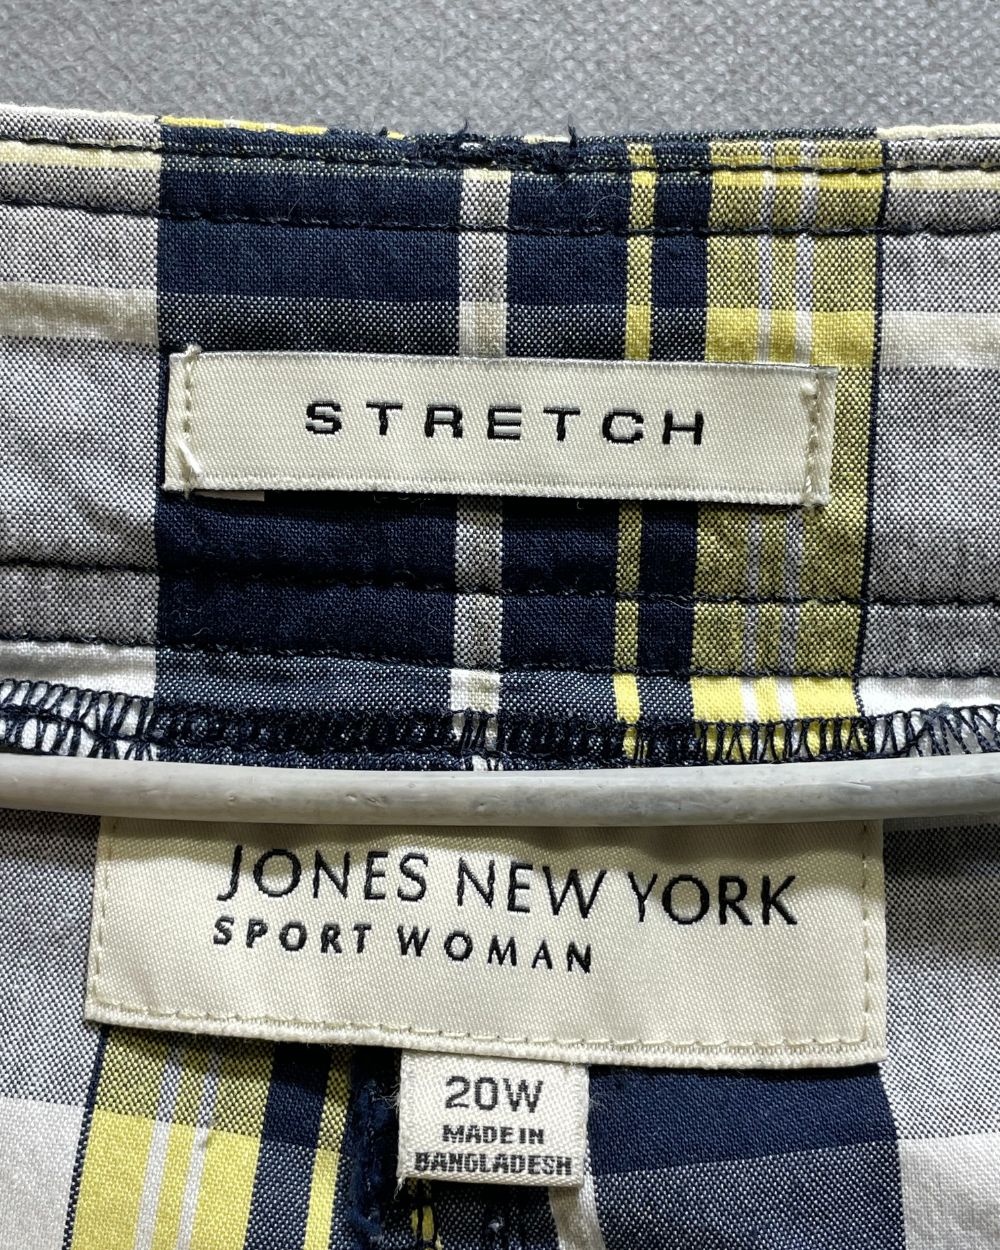 STRETCH
JONES NEW YORK
SPORT WOMAN
20W
MADE IN
BANGLADESH